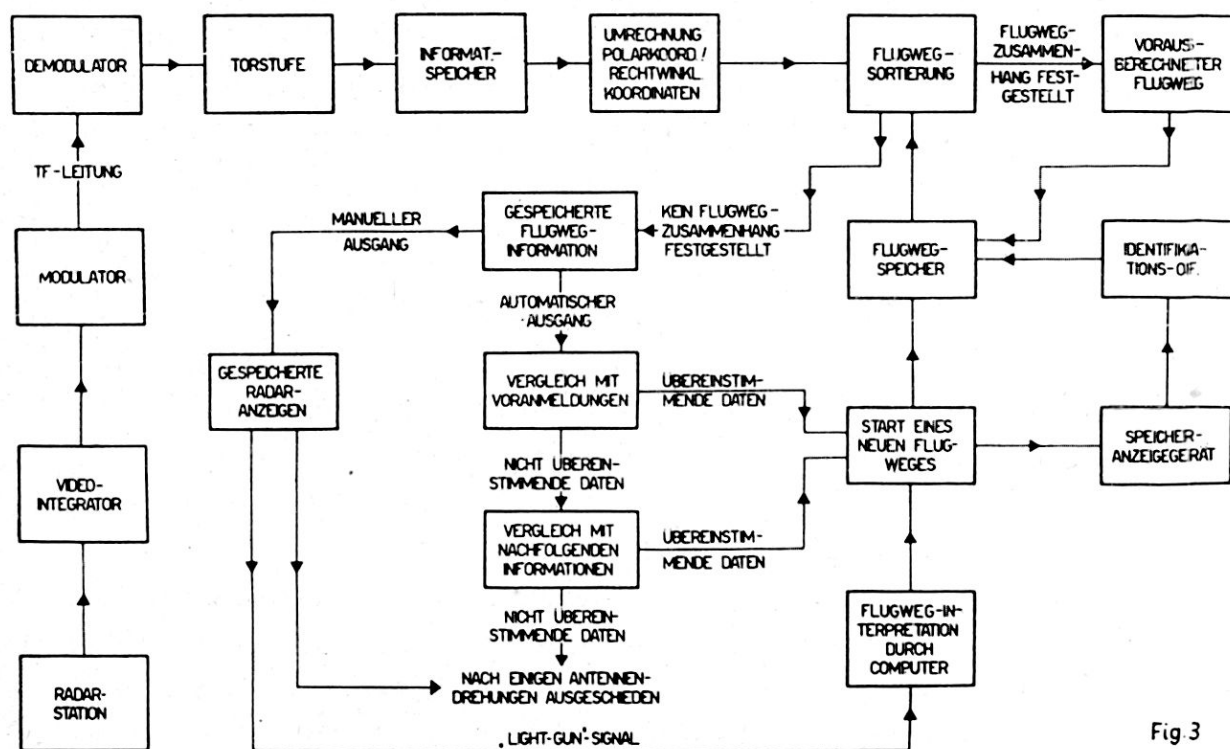 DEMODULATOR
TORSTUFE
INFORMAT.-
SPEICHER
UMRECHNUNG
POLARKOORD./
RECHTWINKL.
KOORDINATEN
FLUGWEG-
SORTIERUNG
FLUGWEG-
ZUSAMMEN-
HANG FEST-
GESTELLT
VORAUS-
BERECHNETER
FLUGWEG
TF-LEITUNG
MANUELLER
AUSGANG
GESPEICHERTE
FLUGWEG-
INFORMATION
KEIN FLUGWEG-
ZUSAMMENHANG
FESTGESTELLT
MODULATOR
FLUGWEG-
SPEICHER
IDENTIFIKA-
TIONS-OIF.
AUTOMATISCHER
AUSGANG
GESPEICHERTE
RADAR-
ANZEIGEN
VERGLEICH MIT
VORANMELDUNGEN
ÜBEREINSTIM-
MENDE DATEN
START EINES
NEUEN FLUG-
WEGES
SPEICHER-
ANZEIGEGERÄT
VIDEO-
INTEGRATOR
NICHT ÜBEREIN-
STIMMENDE DATEN
VERGLEICH MIT
NACHFOLGENDEN
INFORMATIONEN
ÜBEREINSTIM-
MENDE DATEN
NICHT ÜBEREIN-
STIMMENDE DATEN
FLUGWEG-IN-
TERPRETATION
DURCH
COMPUTER
RADAR-
STATION
NACH EINIGEN ANTENNEN-
DREHUNGEN AUSGESCHIEDEN
„LIGHT-GUN"-SIGNAL
Fig.3